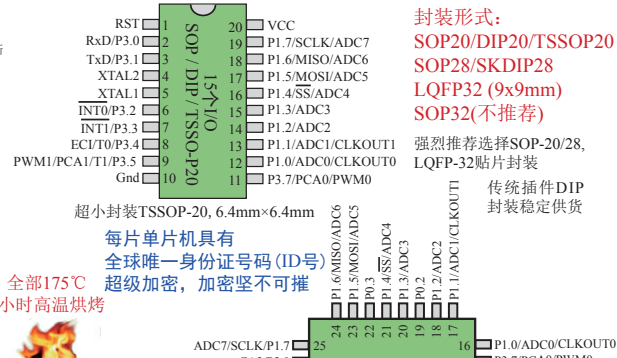 RST 1 20 VCC
RxD/P3.0 2 19 P1.7/SCLK/ADC7
TxD/P3.1 3 18 P1.6/MISO/ADC6
XTAL2 4 17 P1.5/MOSI/ADC5
XTAL1 5 16 P1.4/SS/ADC4
INT0/P3.2 6 15 P1.3/ADC3
INT1/P3.3 7 14 P1.2/ADC2
ECI/T0/P3.4 8 13 P1.1/ADC1/CLKOUT1
PWM1/PCA1/T1/P3.5 9 12 P1.0/ADC0/CLKOUT0
Gnd 10 11 P3.7/PCA0/PWM0
15个I/O
SOP / DIP / TSSO-P20
超小封装TSSOP-20, 6.4mm×6.4mm
每片单片机具有
全球唯一身份证号码(ID号)
超级加密，加密坚不可摧
全部175℃
小时高温烘烤
封装形式:
SOP20/DIP20/TSSOP20
SOP28/SKDIP28
LQFP32 (9x9mm)
SOP32(不推荐)
强烈推荐选择SOP-20/28,
LQFP-32贴片封装
传统插件DIP
封装稳定供货
24 P1.6/MISO/ADC6
23 P1.5/MOSI/ADC5
22 P0.3
21 P1.4/SS/ADC4
20 P1.3/ADC3
19 P0.2
18 P1.2/ADC2
17 P1.1/ADC1/CLKOUT1
ADC7/SCLK/P1.7 25 16 P1.0/ADC0/CLKOUT0